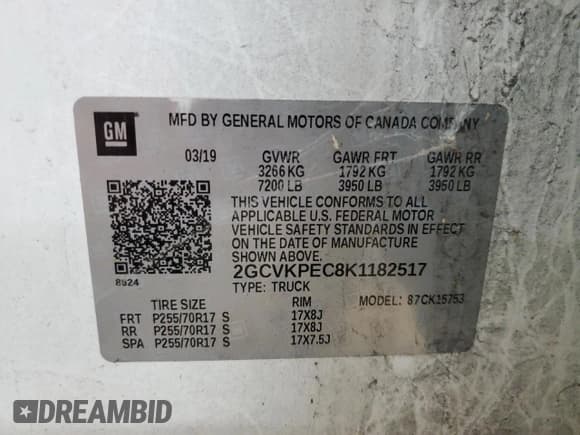 GM
MFD BY GENERAL MOTORS OF CANADA COMPANY
03/19 GVWR GAWR FRT GAWR RR
3266 KG 1792 KG 1792 KG
7200 LB 3950 LB 3950 LB
THIS VEHICLE CONFORMS TO ALL
APPLICABLE U.S. FEDERAL MOTOR
VEHICLE SAFETY STANDARDS IN EFFECT
ON THE DATE OF MANUFACTURE SHOWN
ABOVE.
8924
2GCVKPEC8K1182517
TYPE: TRUCK MODEL: 87CK15753
TIRE SIZE RIM
FRT P255/70R17 S 17X8J
RR P255/70R17 S 17X8J
SPA P255/70R17 S 17X7.5J
DREAMBID